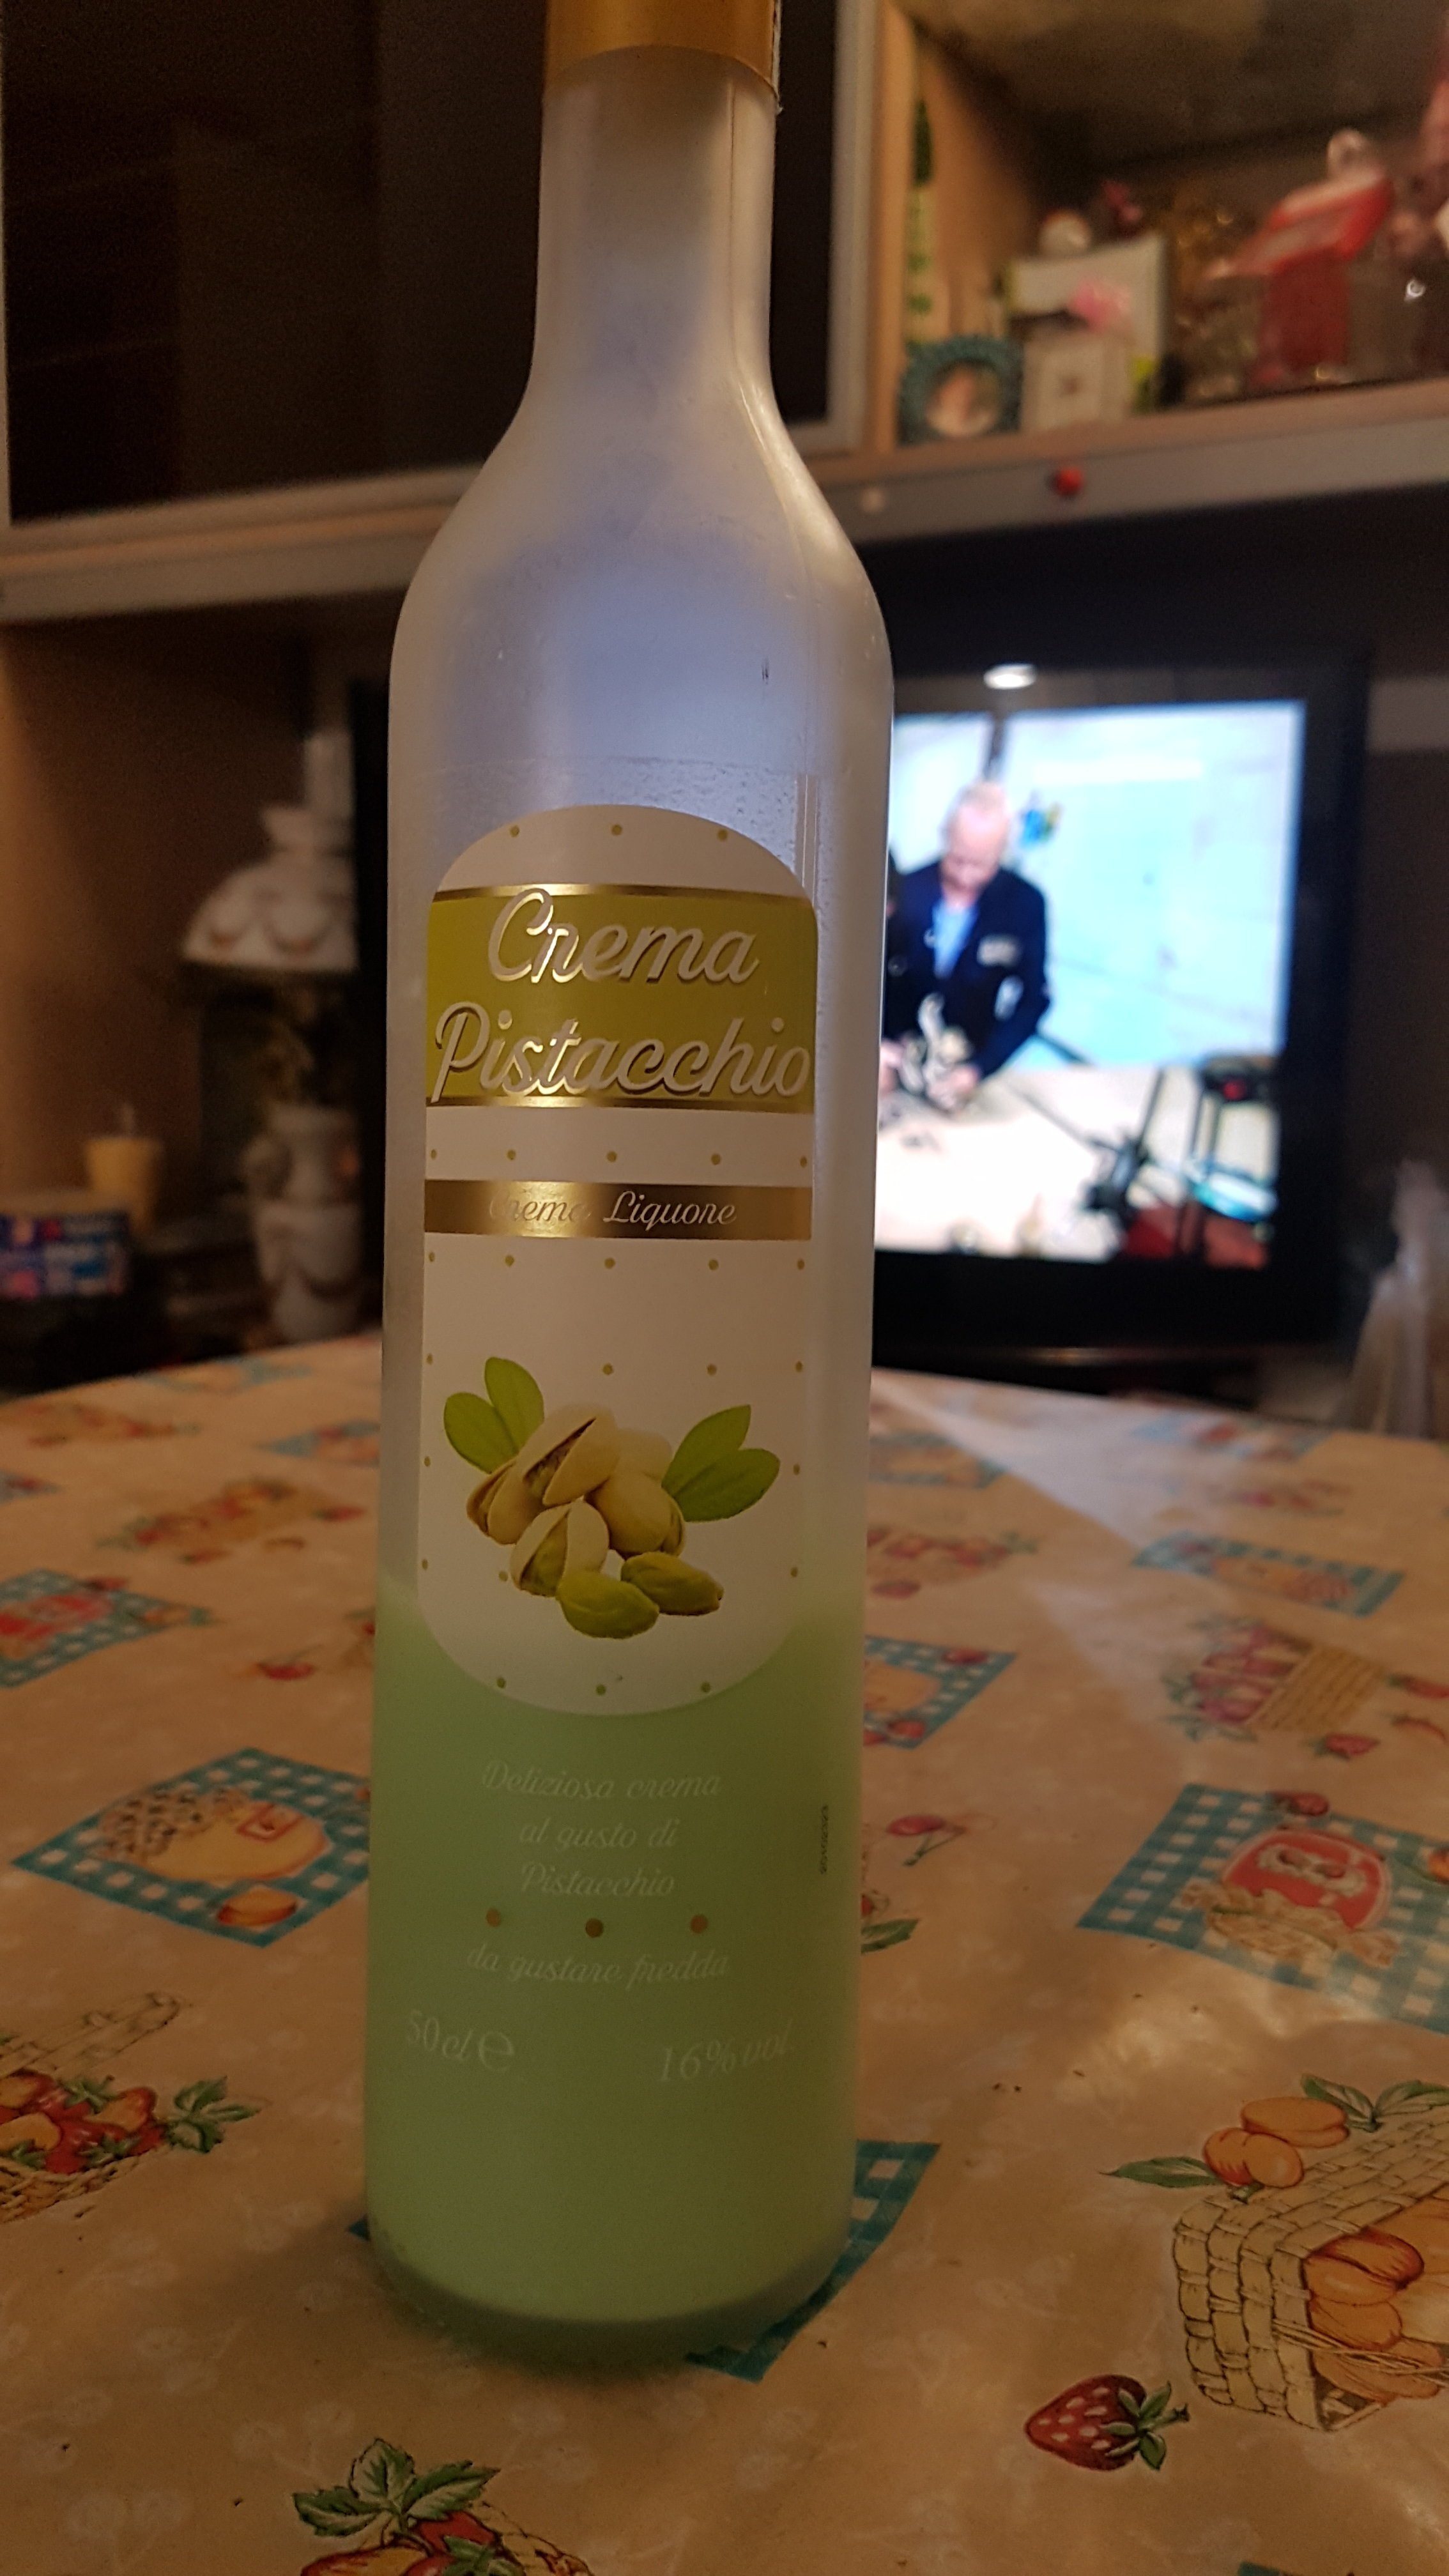 Crema
Pistacchio
Crema Liquore
Deliziosa crema
al gusto di
Pistacchio
da gustare fredda
50 cl e
16% vol.